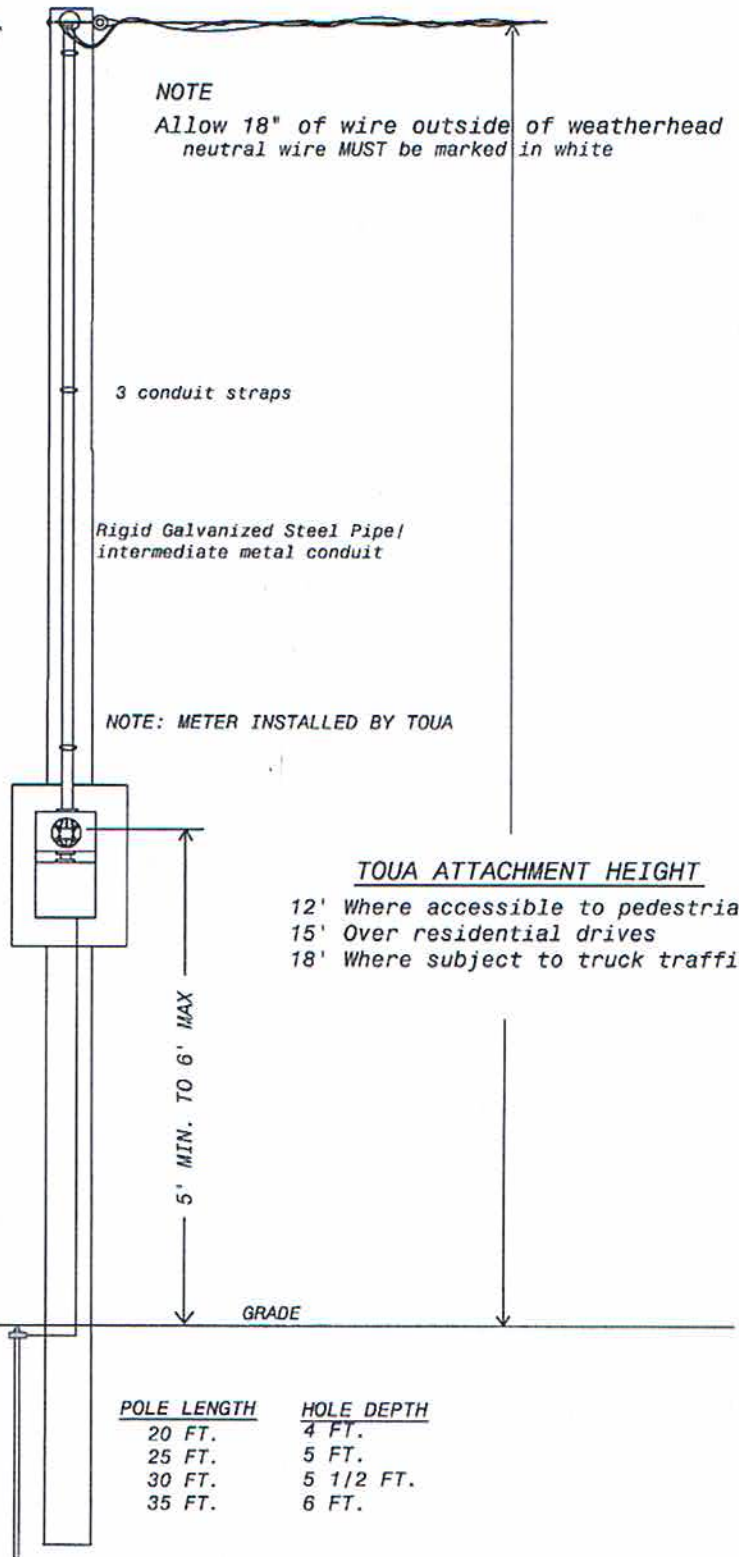 NOTE
Allow 18" of wire outside of weatherhead
neutral wire MUST be marked in white
3 conduit straps
Rigid Galvanized Steel Pipe/
intermediate metal conduit
NOTE: METER INSTALLED BY TOUA
TOUA ATTACHMENT HEIGHT
12' Where accessible to pedestria
15' Over residential drives
18' Where subject to truck traffi
5' MIN. TO 6' MAX
GRADE
POLE LENGTH HOLE DEPTH
20 FT. 4 FT.
25 FT. 5 FT.
30 FT. 5 1/2 FT.
35 FT. 6 FT.